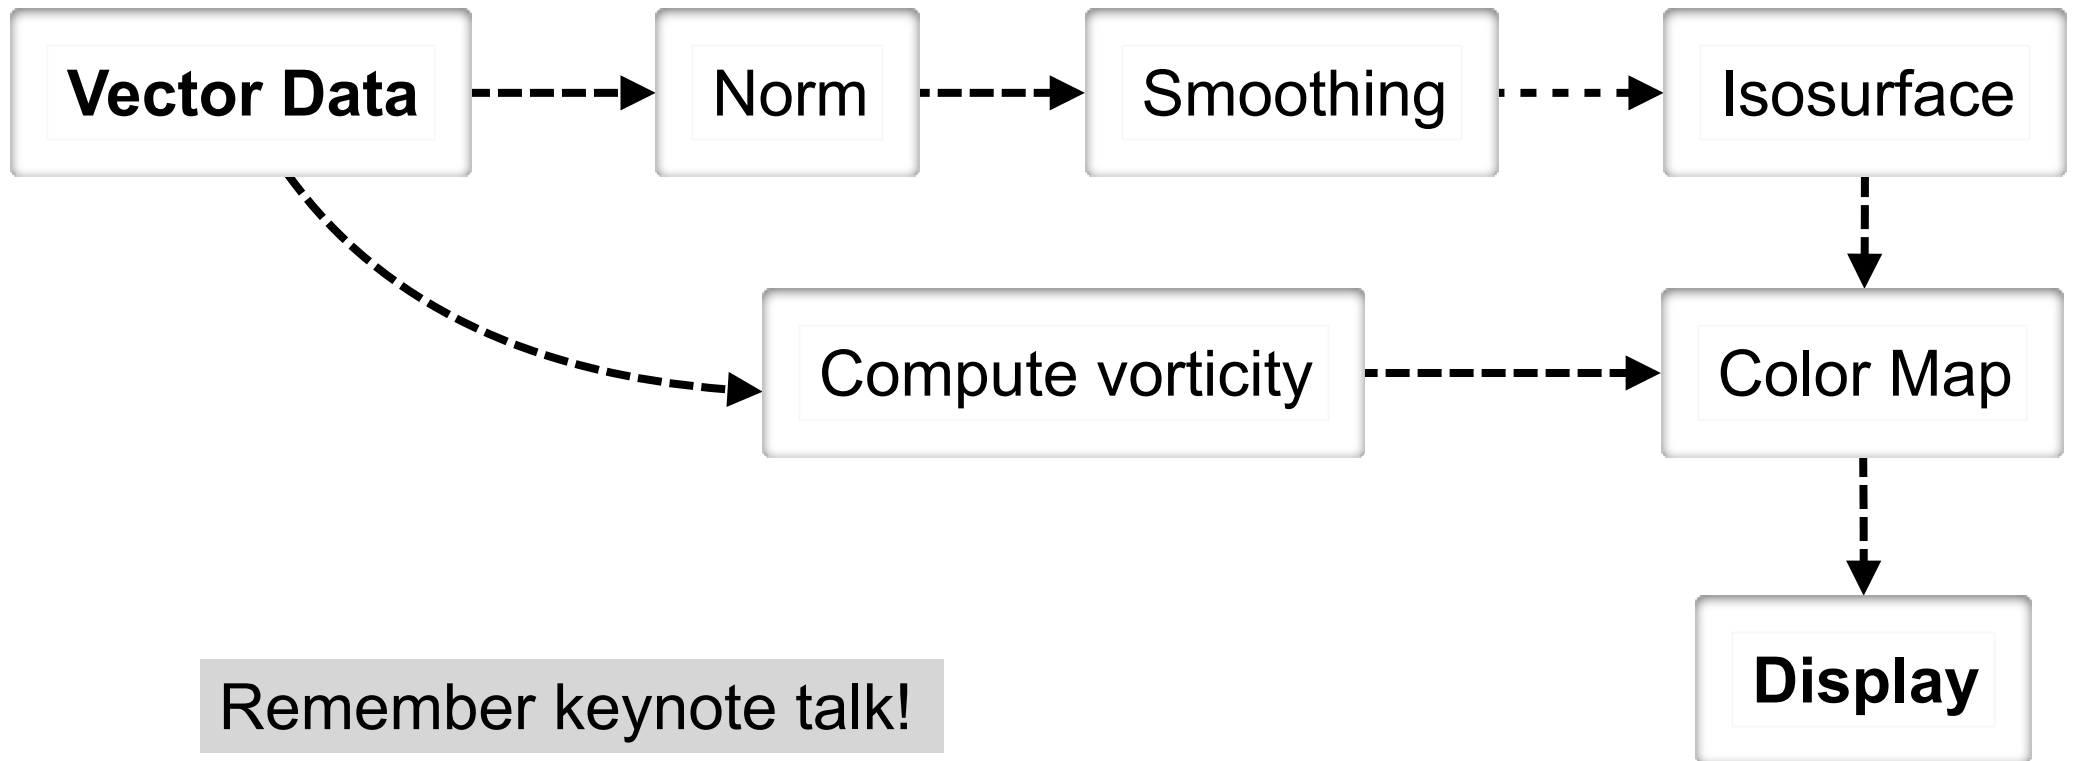 Vector Data
Norm
Smoothing
Isosurface
Compute vorticity
Color Map
Display
Remember keynote talk!